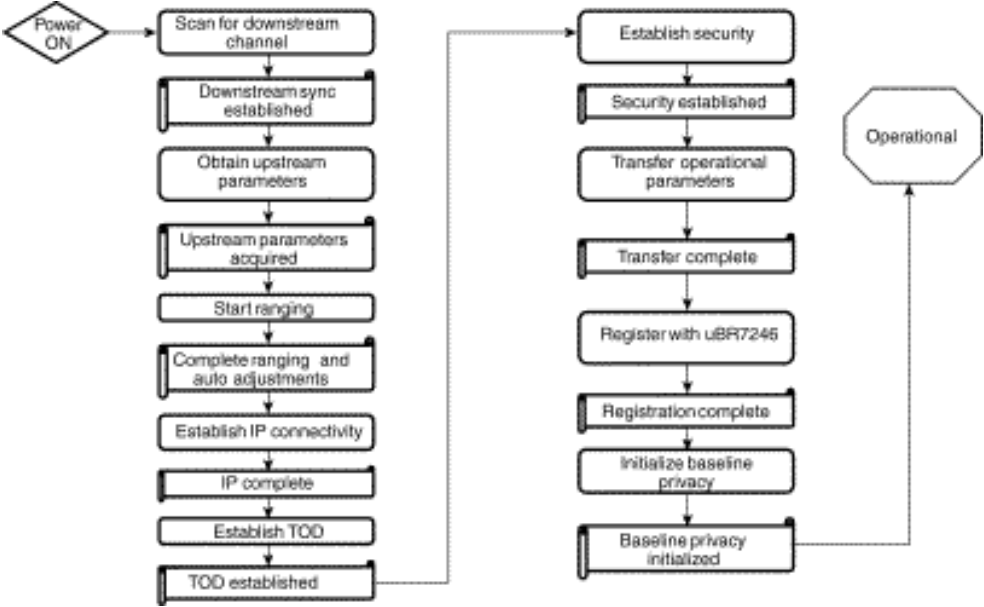 Power
ON
Scan for downstream
channel
Downstream sync
established
Obtain upstream
parameters
Upstream parameters
acquired
Start ranging
Complete ranging and
auto adjustments
Establish IP connectivity
IP complete
Establish TOD
TOD established
Establish security
Security established
Transfer operational
parameters
Transfer complete
Register with uBR7246
Registration complete
Initialize baseline
privacy
Baseline privacy
initialized
Operational